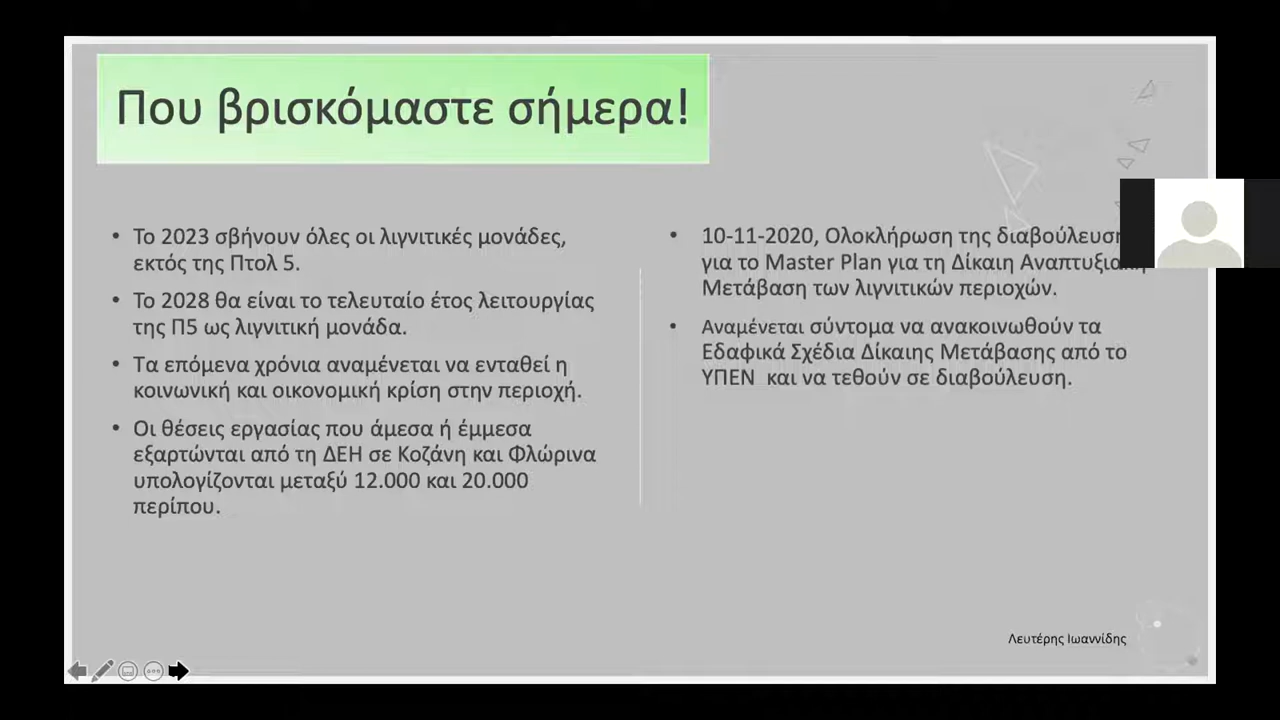 Που βρισκόμαστε σήμερα!
• Το 2023 σβήνουν όλες οι λιγνιτικές μονάδες,
εκτός της Πτολ 5.
• Το 2028 θα είναι το τελευταίο έτος λειτουργίας
της Π5 ως λιγνιτική μονάδα.
• Τα επόμενα χρόνια αναμένεται να ενταθεί η
κοινωνική και οικονομική κρίση στην περιοχή.
• Οι θέσεις εργασίας που άμεσα ή έμμεσα
εξαρτώνται από τη ΔΕΗ σε Κοζάνη και Φλώρινα
υπολογίζονται μεταξύ 12.000 και 20.000
περίπου.
• 10-11-2020, Ολοκλήρωση της
για το Master Plan για τη Δίκαιη
Μετάβαση των λιγνιτικών περιοχών.
• Αναμένεται σύντομα να ανακοινωθούν τα
Εδαφικά Σχέδια Δίκαιης Μετάβασης από το
ΥΠΕΝ και να τεθούν σε διαβούλευση.
Λευτέρης Ιωαννίδης